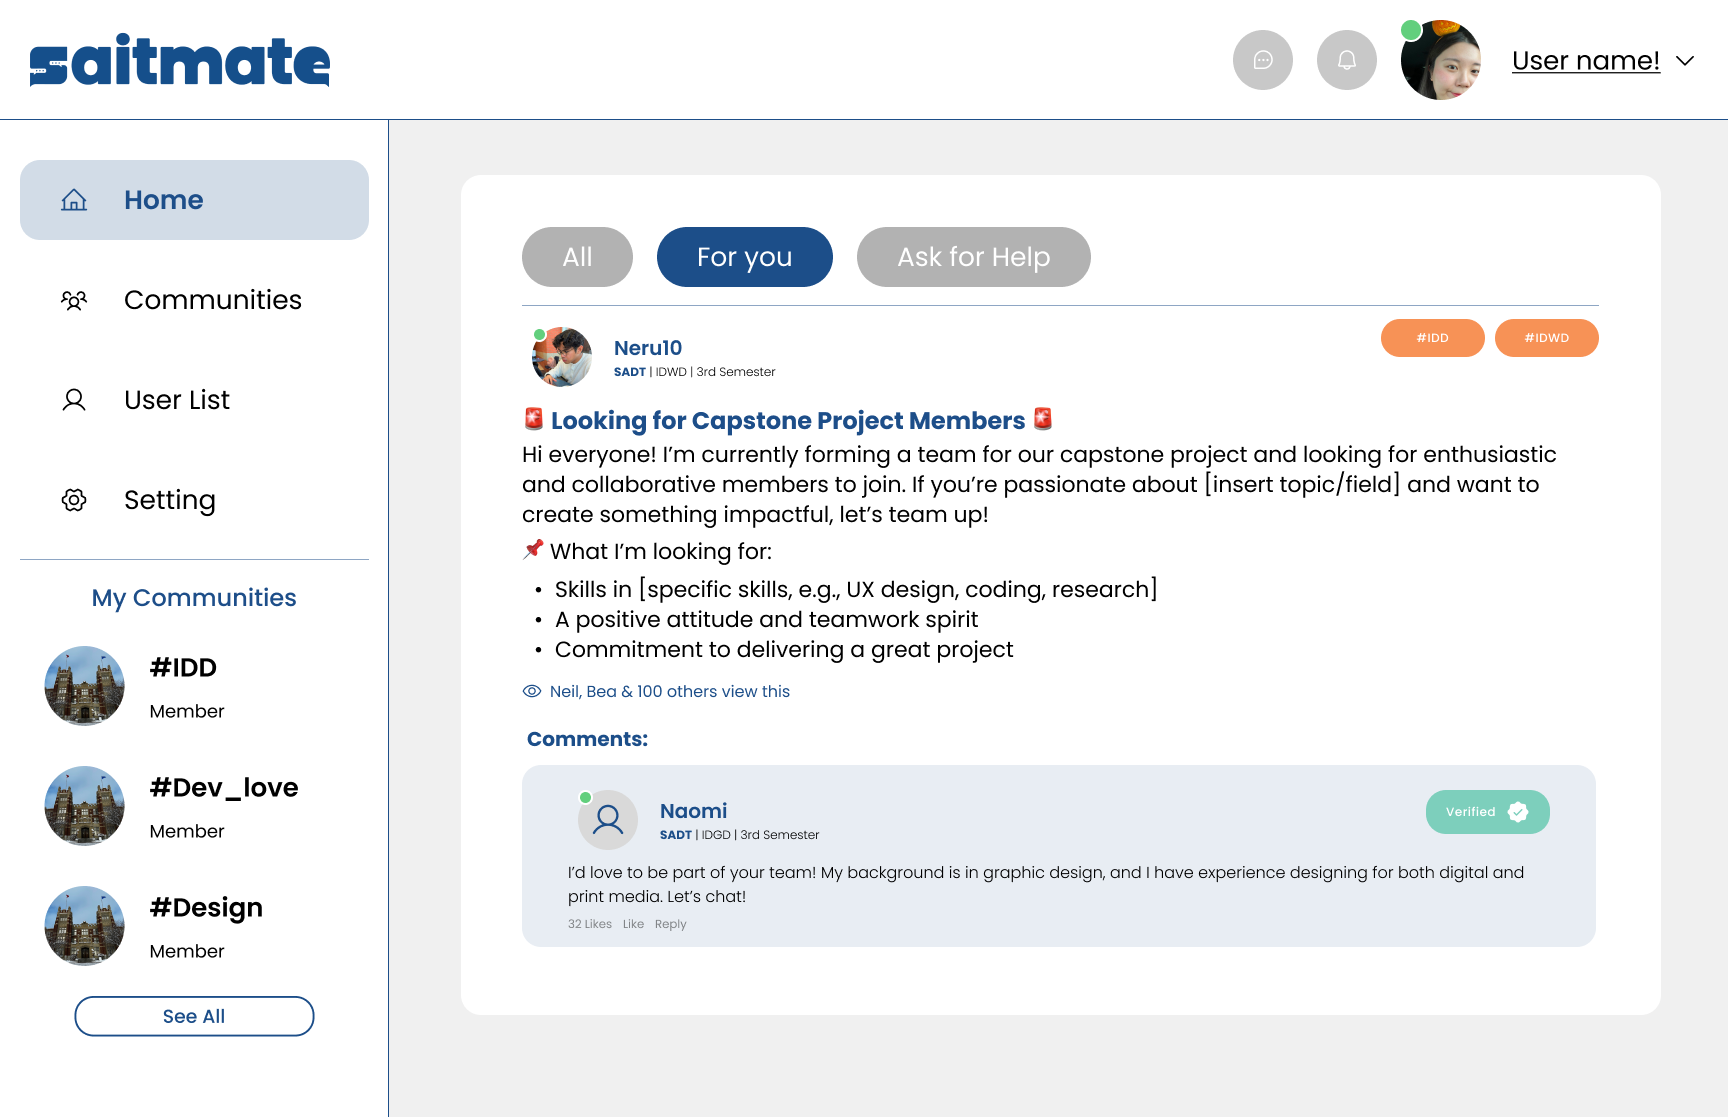 saitmate
User name!
Home
Communities
User List
Setting
My Communities
#IDD
Member
#Dev_love
Member
#Design
Member
See All
All
For you
Ask for Help
Neru10
SADT | IDWD | 3rd Semester
#IDD
#IDWD
🚨 Looking for Capstone Project Members 🚨
Hi everyone! I’m currently forming a team for our capstone project and looking for enthusiastic
and collaborative members to join. If you’re passionate about [insert topic/field] and want to
create something impactful, let’s team up!
📌 What I’m looking for:
• Skills in [specific skills, e.g., UX design, coding, research]
• A positive attitude and teamwork spirit
• Commitment to delivering a great project
Neil, Bea & 100 others view this
Comments:
Naomi
SADT | IDGD | 3rd Semester
Verified
I’d love to be part of your team! My background is in graphic design, and I have experience designing for both digital and
print media. Let’s chat!
32 Likes Like Reply